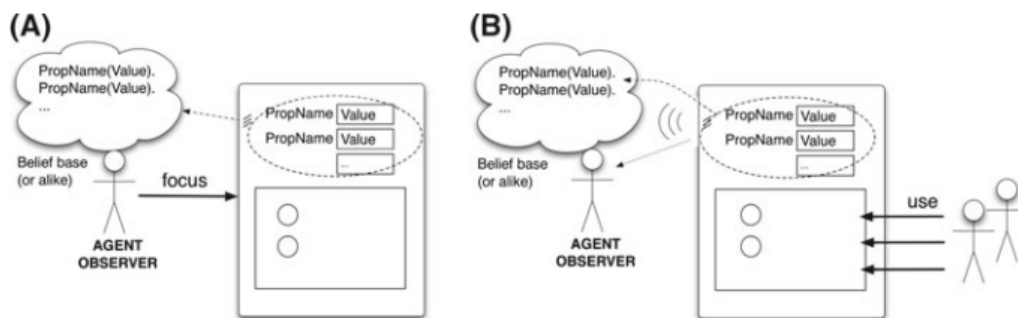 (A)
PropName(Value).
PropName(Value).
...
Belief base
(or alike)
AGENT
OBSERVER
focus
PropName Value
PropName Value
...
(B)
PropName(Value).
PropName(Value).
...
Belief base
(or alike)
AGENT
OBSERVER
PropName Value
PropName Value
...
use